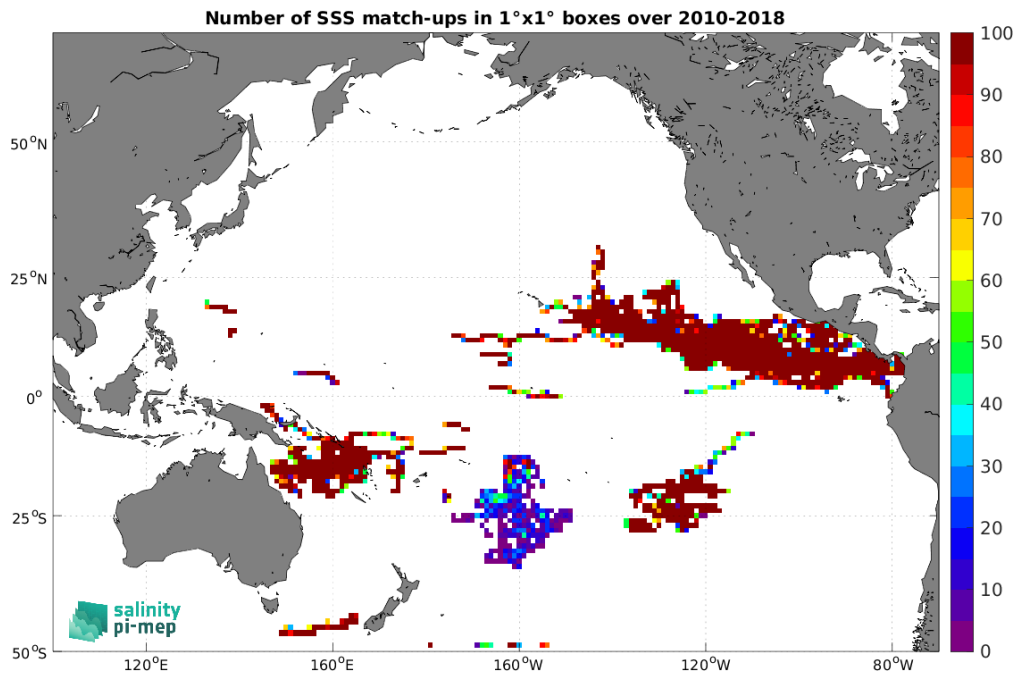 Number of SSS match-ups in 1°x1° boxes over 2010-2018
50°N
25°N
0°
25°S
50°S
120°E
160°E
160°W
120°W
80°W
100
90
80
70
60
50
40
30
20
10
0
salinity
pi-mep